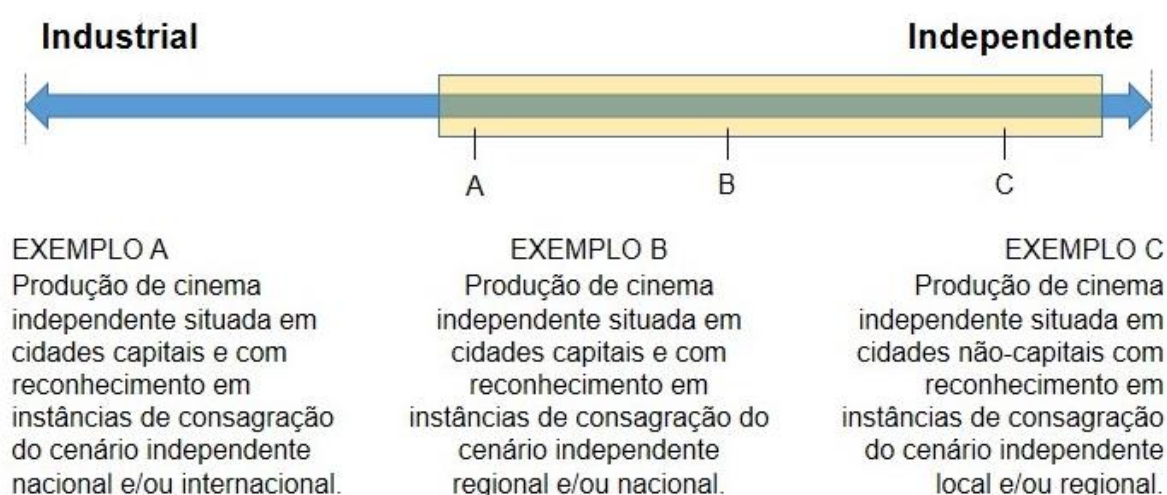 Industrial
Independente
A
B
C
EXEMPLO A
Produção de cinema
independente situada em
cidades capitais e com
reconhecimento em
instâncias de consagração
do cenário independente
nacional e/ou internacional.
EXEMPLO B
Produção de cinema
independente situada em
cidades capitais e com
reconhecimento em
instâncias de consagração do
cenário independente
regional e/ou nacional.
EXEMPLO C
Produção de cinema
independente situada em
cidades não-capitais com
reconhecimento em
instâncias de consagração
do cenário independente
local e/ou regional.